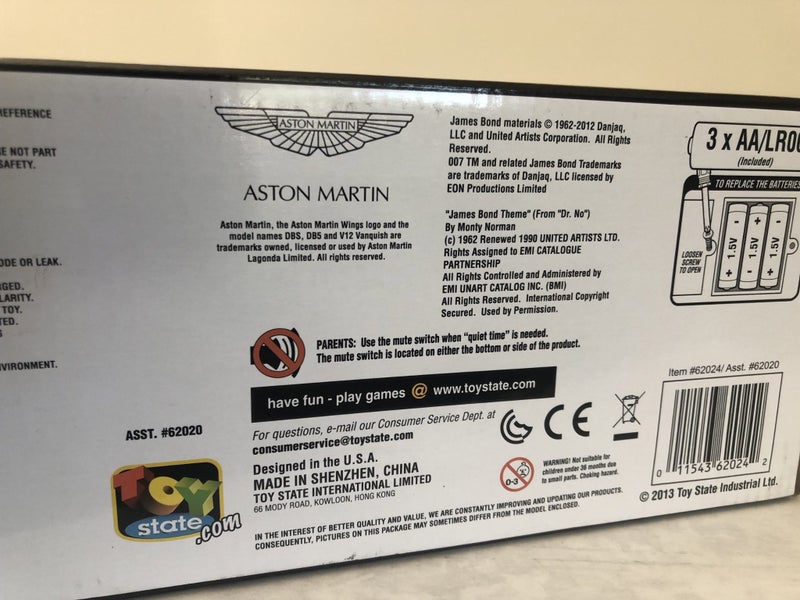 EFERENCE
E NOT PART
SAFETY.
ODE OR LEAK.
GED.
LARITY.
TOY.
TED.
S
VIRONMENT.
ASTON MARTIN
ASTON MARTIN
Aston Martin, the Aston Martin Wings logo and the
model names DBS, DB5 and V12 Vanquish are
trademarks owned, licensed or used by Aston Martin
Lagonda Limited. All rights reserved.
James Bond materials © 1962-2012 Danjaq,
LLC and United Artists Corporation. All Rights
Reserved.
007 TM and related James Bond Trademarks
are trademarks of Danjaq, LLC licensed by
EON Productions Limited
"James Bond Theme" (From "Dr. No")
By Monty Norman
(c) 1962 Renewed 1990 UNITED ARTISTS LTD.
Rights Assigned to EMI CATALOGUE
PARTNERSHIP
All Rights Controlled and Administered by
EMI UNART CATALOG INC. (BMI)
All Rights Reserved. International Copyright
Secured. Used by Permission.
3 x AA/LR0
(Included)
TO REPLACE THE BATTERIES
LOOSEN
SCREW
TO OPEN
- + -
1.5V 1.5V 1.5V
+ - +
PARENTS: Use the mute switch when "quiet time" is needed.
The mute switch is located on either the bottom or side of the product.
have fun - play games @ www.toystate.com
ASST. #62020
For questions, e-mail our Consumer Service Dept. at
consumerservice@toystate.com
Designed in the U.S.A.
MADE IN SHENZHEN, CHINA
TOY STATE INTERNATIONAL LIMITED
66 MODY ROAD, KOWLOON, HONG KONG
TOY
state.com
CE
0-3
WARNING! Not suitable for
children under 36 months due
to small parts. Choking hazard.
Item #62024/ Asst. #62020
0 11543 62024 2
© 2013 Toy State Industrial Ltd.
IN THE INTEREST OF BETTER QUALITY AND VALUE, WE ARE CONSTANTLY IMPROVING AND UPDATING OUR PRODUCTS.
CONSEQUENTLY, PICTURES ON THIS PACKAGE MAY SOMETIMES DIFFER FROM THE MODEL ENCLOSED.